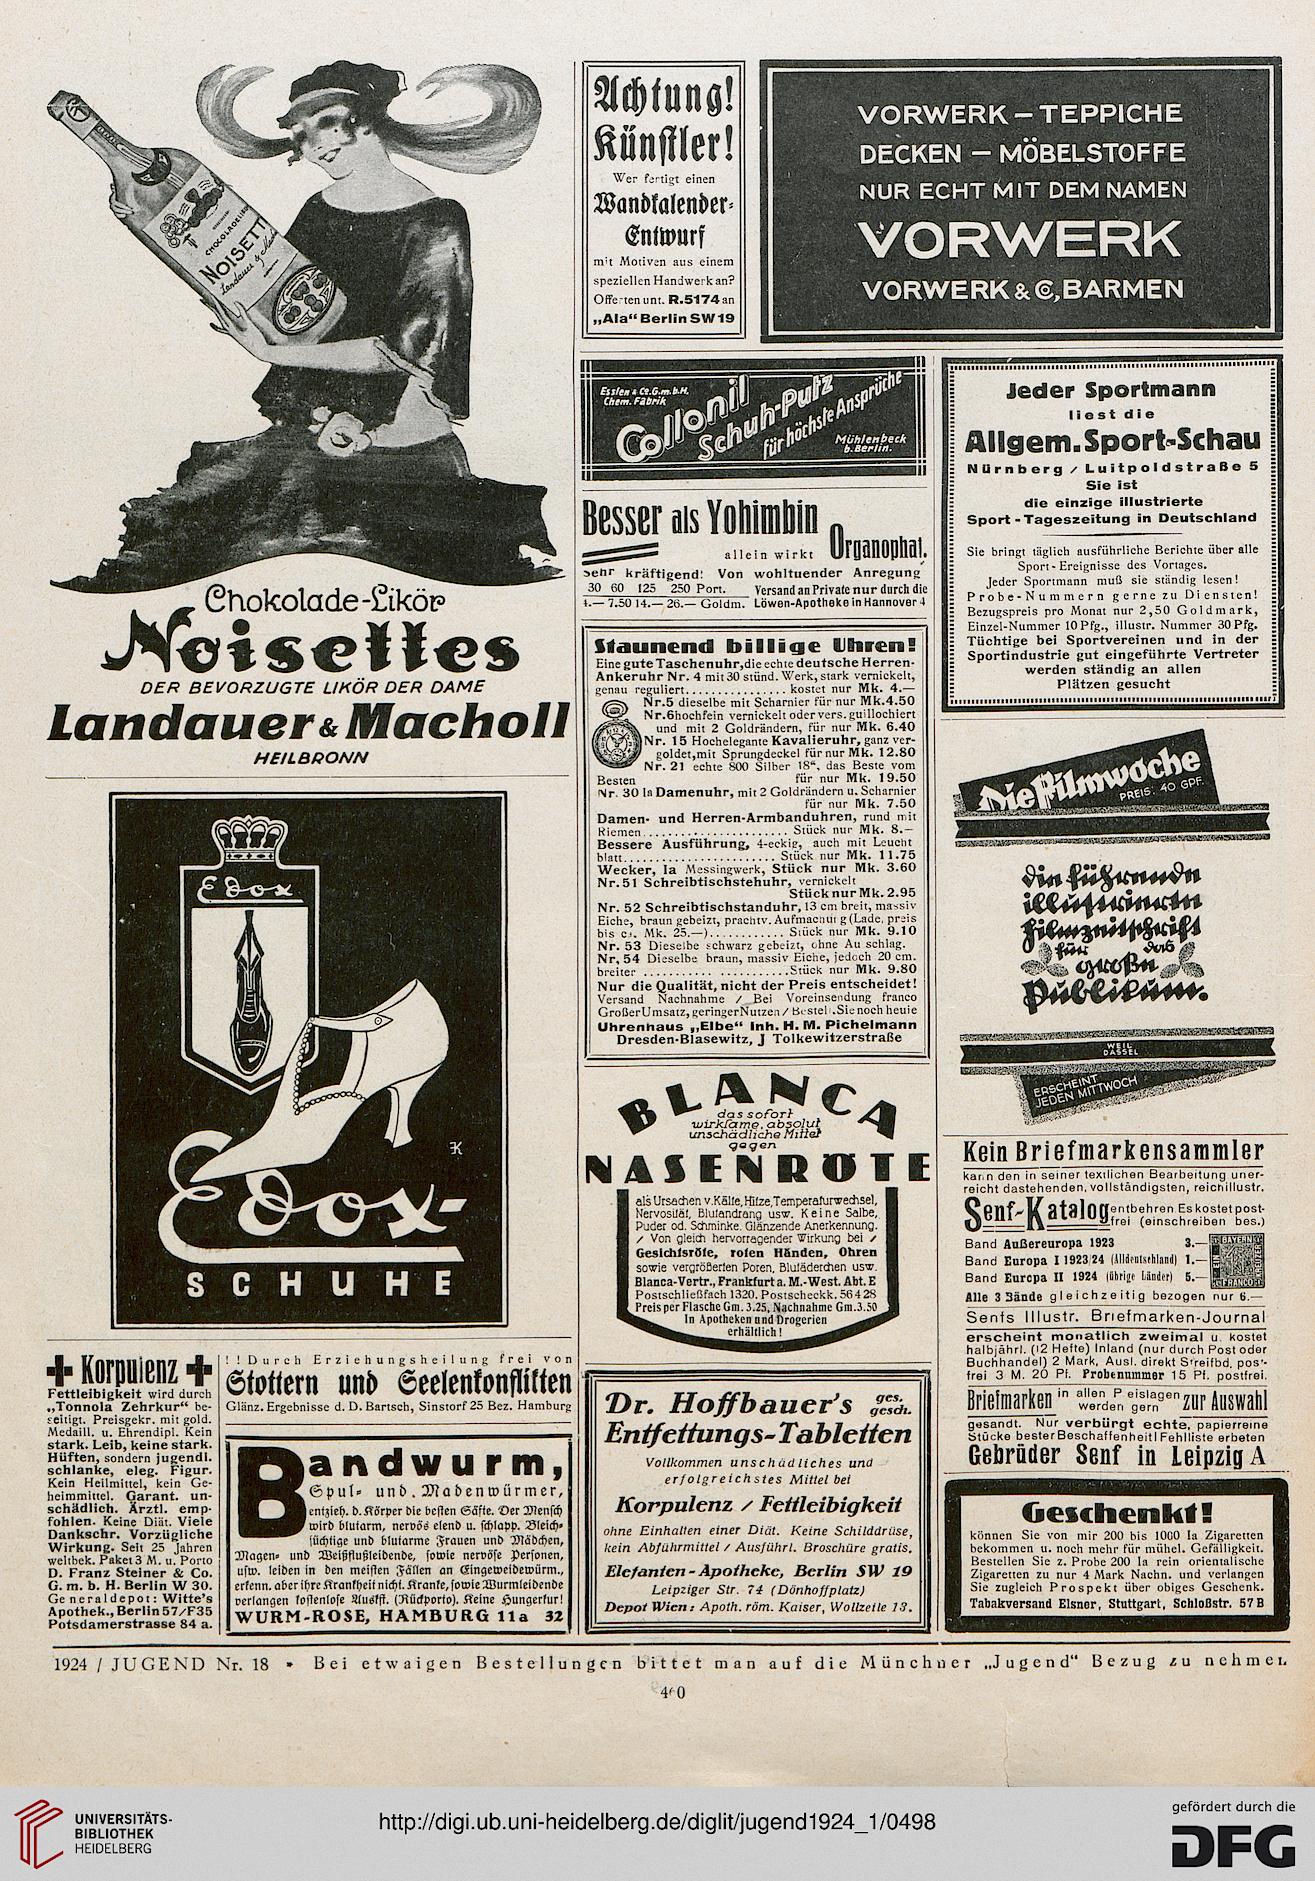 CHOCOLADELIKÖR
NOISETT
Landauer & Macholl
Chokolade-Likör
Noisettes
DER BEVORZUGTE LIKÖR DER DAME
Landauer & Macholl
HEILBRONN
Edox
Edox-
SCHUHE
Korpulenz
Fettleibigkeit wird durch
„Tonnola Zehrkur“ be-
seitigt. Preisgekr. mit gold.
Medaill. u. Ehrendipl. Kein
stark. Leib, keine stark.
Hüften, sondern jugendl.
schlanke, eleg. Figur.
Kein Heilmittel, kein Ge-
heimmittel. Garant. un-
schädlich. Ärztl. emp-
fohlen. Keine Diät. Viele
Dankschr. Vorzügliche
Wirkung. Seit 25 Jahren
weltbek. Paket 3 M. u. Porto
D. Franz Steiner & Co.
G. m. b. H. Berlin W 30.
Generaldepot: Witte's
Apothek., Berlin 57/F35
Potsdamerstrasse 84 a.
!! Durch Erziehungsheilung frei von
Stottern und Seelenkonflikten
Glänz. Ergebnisse d. D. Bartsch, Sinstorf 25 Bez. Hamburg
Bandwurm,
Spul- und Madenwürmer,
entzieh. d. Körper die besten Säfte. Der Mensch
wird blutarm, nervös elend u. schlapp. Bleich-
süchtige und blutarme Frauen und Mädchen,
Magen- und Weißflußleidende, sowie nervöse Personen,
usw. leiden in den meisten Fällen an Eingeweidewürm.,
erkenn. aber ihre Krankheit nicht. Kranke, sowie Wurmleidende
verlangen kostenlose Auskft. (Rückporto). Keine Hungerkur!
WURM-ROSE, HAMBURG 11a 32
Achtung!
Künstler!
Wer fertigt einen
Wandkalender-
Entwurf
mit Motiven aus einem
speziellen Handwerk an?
Offerten unt. R.5174 an
„Ala“ Berlin SW 19
VORWERK – TEPPICHE
DECKEN – MÖBELSTOFFE
NUR ECHT MIT DEM NAMEN
VORWERK
VORWERK & Co, BARMEN
Esslen & Co. G.m.b.H.
Chem. Fabrik
Collonil
Schuh-Putz
für höchste Ansprüche
Mühlenbeck
b. Berlin.
Besser als Yohimbin
allein wirkt Organophat.
Sehr kräftigend! Von wohltuender Anregung
30 60 125 250 Port. Versand an Private nur durch die
4.— 7.50 14.— 26.— Goldm. Löwen-Apotheke in Hannover 4
Staunend billige Uhren!
Eine gute Taschenuhr, die echte deutsche Herren-
Ankeruhr Nr. 4 mit 30 stünd. Werk, stark vernickelt,
genau reguliert................ kostet nur Mk. 4.—
Nr.5 dieselbe mit Scharnier für nur Mk.4.50
Nr.6 hochfein vernickelt oder vers. guillochiert
und mit 2 Goldrändern, für nur Mk. 6.40
Nr. 15 Hochelegante Kavalieruhr, ganz ver-
goldet, mit Sprungdeckel für nur Mk. 12.80
Nr. 21 echte 800 Silber 18“, das Beste vom
Besten für nur Mk. 19.50
Nr. 30 la Damenuhr, mit 2 Goldrändern u. Scharnier
für nur Mk. 7.50
Damen- und Herren-Armbanduhren, rund mit
Riemen...................... Stück nur Mk. 8.—
Bessere Ausführung, 4-eckig, auch mit Leucht
blatt....................... Stück nur Mk. 11.75
Wecker, Ia Messingwerk, Stück nur Mk. 3.60
Nr. 51 Schreibtischstehuhr, vernickelt
Stück nur Mk. 2.95
Nr. 52 Schreibtischstanduhr, 13 cm breit, massiv
Eiche, braun gebeizt, prachtv. Aufmachung (Lade. preis
bis ca. Mk. 25.—)............ Stück nur Mk. 9.10
Nr. 53 Dieselbe schwarz gebeizt, ohne Aufschlag.
Nr, 54 Dieselbe braun, massiv Eiche, jedoch 20 cm.
breiter ......................Stück nur Mk. 9.80
Nur die Qualität, nicht der Preis entscheidet!
Versand Nachnahme / Bei Voreinsendung franco
Großer Umsatz, geringer Nutzen / Bestell. Sie noch heute
Uhrenhaus „Elbe“ Inh. H. M. Pichelmann
Dresden-Blasewitz, J Tolkewitzerstraße
BLANCA
das sofort
wirksame, absolut
unschädliche Mittel
gegen
NASENRÖTE
als Ursachen v. Kälte, Hitze, Temperaturwechsel,
Nervosität, Blutandrang usw. Keine Salbe,
Puder od. Schminke. Glänzende Anerkennung.
/ Von gleich hervorragender Wirkung bei /
Gesichtsröte, roten Händen, Ohren
sowie vergrößerten Poren, Blutäderchen usw.
Blanca-Vertr., Frankfurt a. M.-West. Abt. E
Postschließfach 1320. Postscheckk. 56428
Preis per Flasche Gm. 3.25, Nachnahme Gm. 3.50
In Apotheken und Drogerien
erhältlich!
Dr. Hoffbauer's ges.
gesch.
Entfettungs-Tabletten
Vollkommen unschädliches und
erfolgreichstes Mittel bei
Korpulenz / Fettleibigkeit
ohne Einhalten einer Diät. Keine Schilddrüse,
kein Abführmittel / Ausführl. Broschüre gratis.
Elefanten-Apotheke, Berlin SW 19
Leipziger Str. 74 (Dönhoffplatz)
Depot Wien: Apoth. röm. Kaiser, Wollzeile 13.
Jeder Sportmann
liest die
Allgem. Sport-Schau
Nürnberg / Luitpoldstraße 5
Sie ist
die einzige illustrierte
Sport-Tageszeitung in Deutschland
Sie bringt täglich ausführliche Berichte über alle
Sport-Ereignisse des Vortages.
Jeder Sportmann muß sie ständig lesen!
Probe-Nummern gerne zu Diensten!
Bezugspreis pro Monat nur 2,50 Goldmark,
Einzel-Nummer 10 Pfg., illustr. Nummer 30 Pfg.
Tüchtige bei Sportvereinen und in der
Sportindustrie gut eingeführte Vertreter
werden ständig an allen
Plätzen gesucht
Die Filmwoche
PREIS: 40 GPF.
die führende
illustrierte
Filmzeitschrift
für das
große
Publikum.
WEIL
DASSEL
ERSCHEINT
JEDEN MITTWOCH
Kein Briefmarkensammler
kann den in seiner textlichen Bearbeitung uner-
reicht dastehenden, vollständigsten, reichillustr.
Senf-Katalog entbehren Es kostet post-
frei (einschreiben bes.)
Band Außereuropa 1923 3.—
Band Europa I 1923/24 (Alldeutschland) 1.—
Band Europa II 1924 (übrige Länder) 5.—
BAYERN
EIN
KREUZER
FRANCO
Alle 3 Bände gleichzeitig bezogen nur 6.—
Senfs Illustr. Briefmarken-Journal
erscheint monatlich zweimal u. kostet
halbjährl. (12 Hefte) Inland (nur durch Post oder
Buchhandel) 2 Mark, Ausl. direkt Streifbd. post-
frei 3 M. 20 Pf. Probenummer 15 Pf. postfrei.
Briefmarken in allen Preislagen
werden gern zur Auswahl
gesandt. Nur verbürgt echte, papierreine
Stücke bester Beschaffenheit! Fehlliste erbeten
Gebrüder Senf in Leipzig A
Geschenkt!
können Sie von mir 200 bis 1000 Ia Zigaretten
bekommen u. noch mehr für mühel. Gefälligkeit.
Bestellen Sie z. Probe 200 Ia rein orientalische
Zigaretten zu nur 4 Mark Nachn. und verlangen
Sie zugleich Prospekt über obiges Geschenk.
Tabakversand Elsner, Stuttgart, Schloßstr. 57 B
1924 / JUGEND Nr. 18 • Bei etwaigen Bestellungen bittet man auf die Münchner „Jugend“ Bezug zu nehmen
UNIVERSITÄTS-
BIBLIOTHEK
HEIDELBERG
http://digi.ub.uni-heidelberg.de/diglit/jugend1924_1/0498
gefördert durch die
DFG